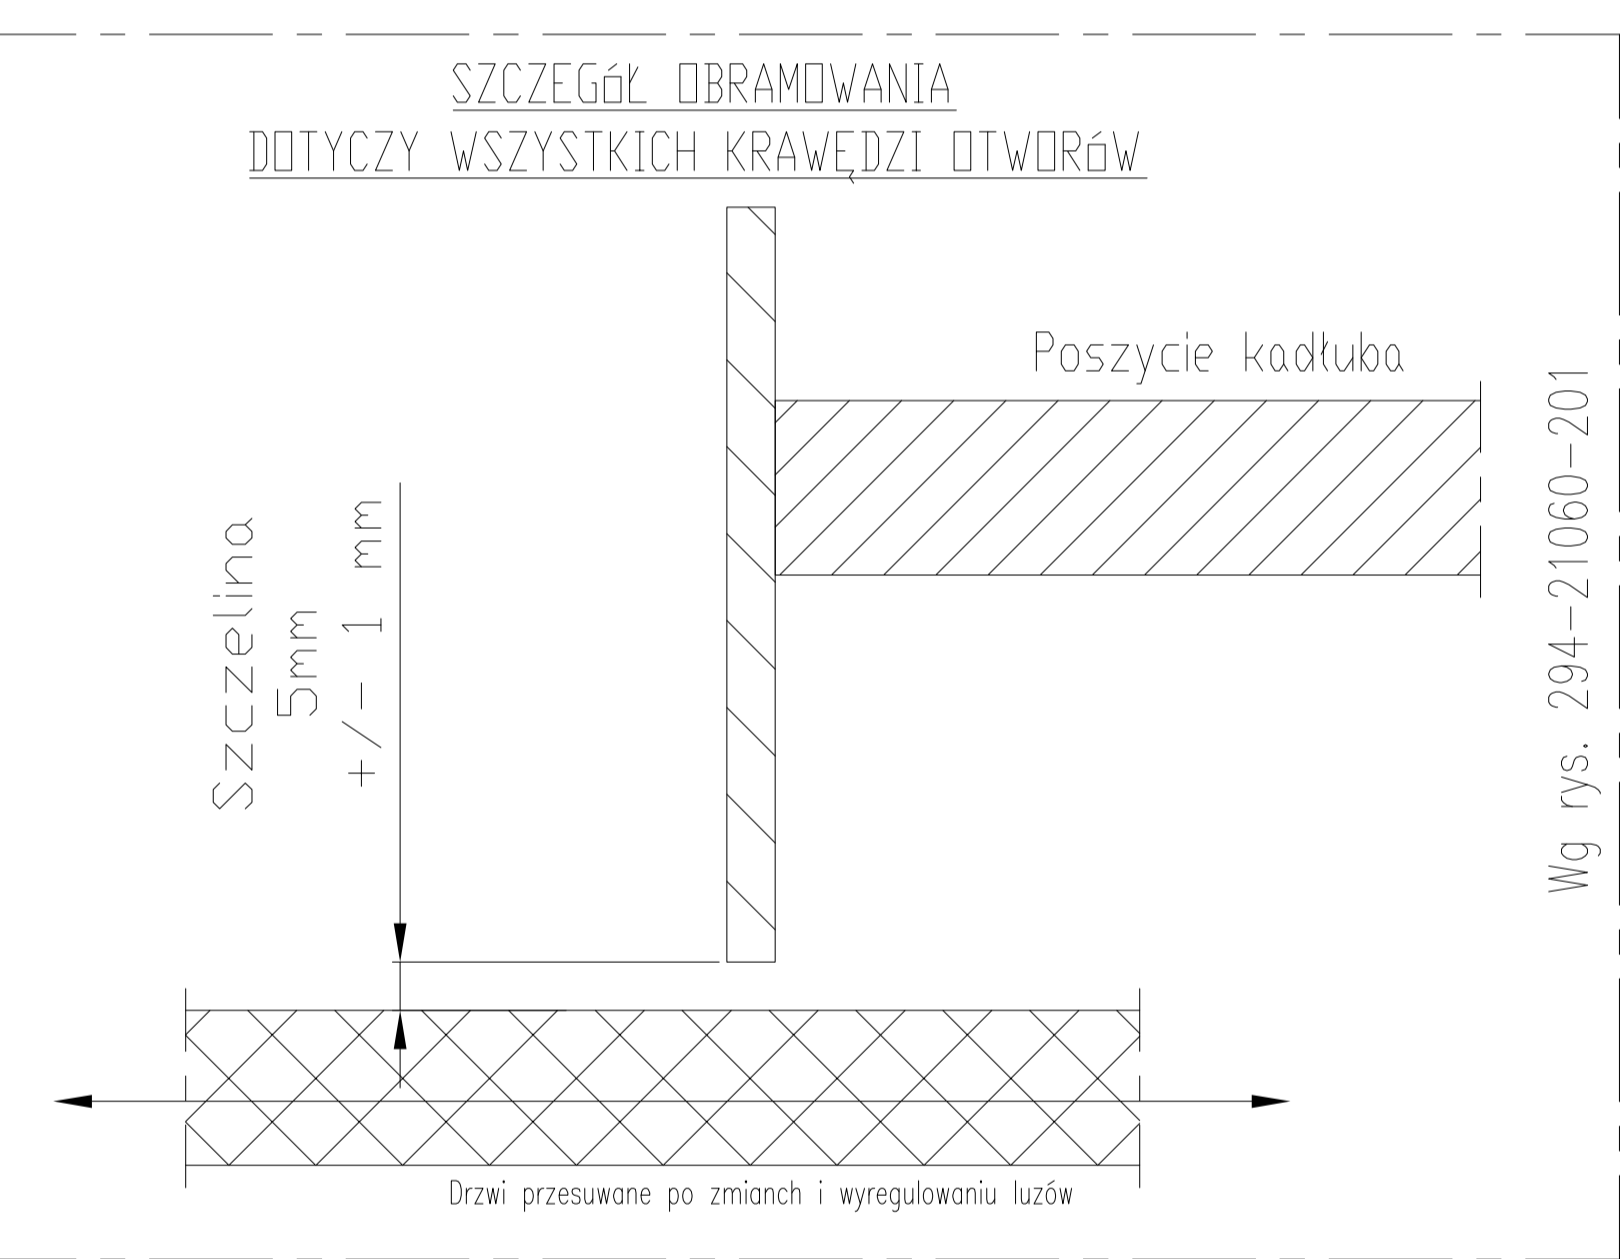 SZCZEGóŁ OBRAMOWANIA
DOTYCZY WSZYSTKICH KRAWĘDZI OTWORóW
Poszycie kadłuba
Szczelina
5mm
+/- 1 mm
Wg rys. 294-21060-201
Drzwi przesuwane po zmianch i wyregulowaniu luzów